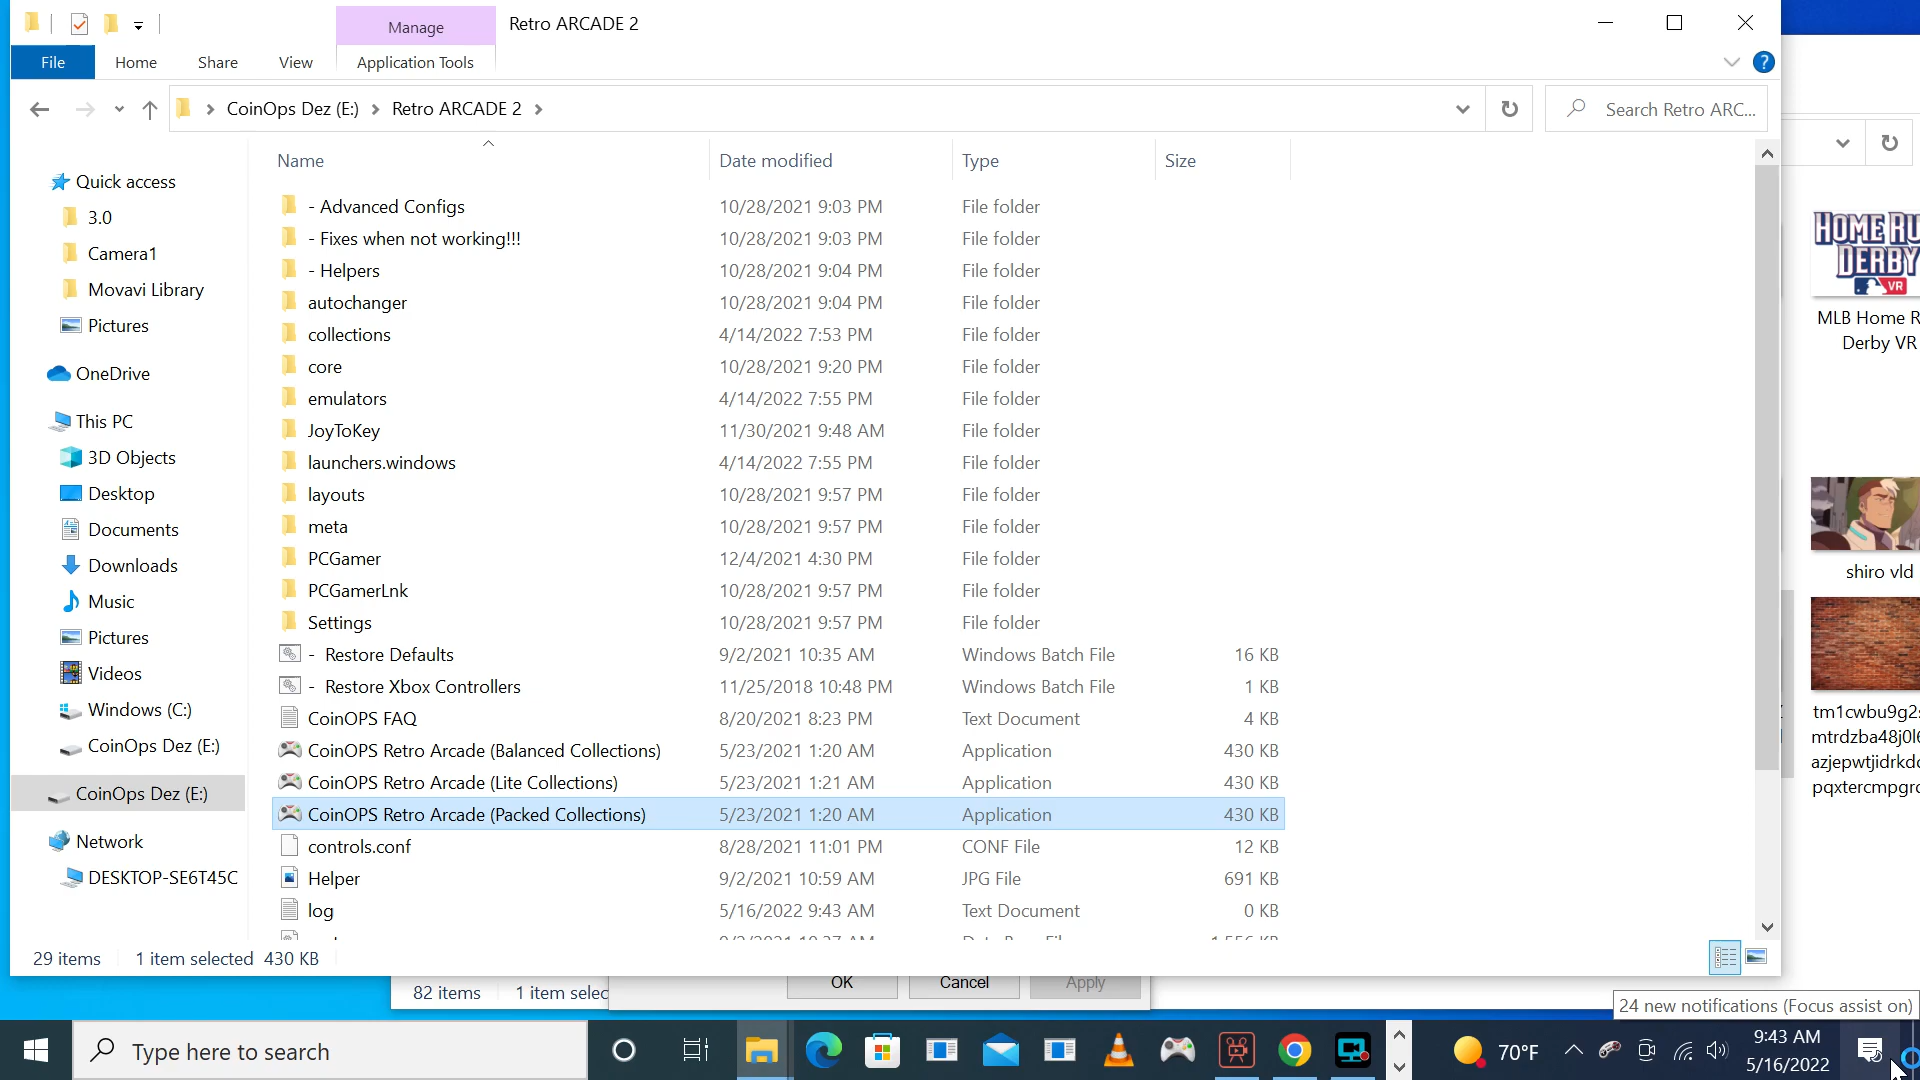 Manage
Retro ARCADE 2
File
Home
Share
View
Application Tools
CoinOps Dez (E:)
Retro ARCADE 2
Search Retro ARC...
Name
Date modified
Type
Size
Quick access
3.0
Camera1
Movavi Library
Pictures
OneDrive
This PC
3D Objects
Desktop
Documents
Downloads
Music
Pictures
Videos
Windows (C:)
CoinOps Dez (E:)
CoinOps Dez (E:)
Network
DESKTOP-SE6T45C
- Advanced Configs 10/28/2021 9:03 PM File folder
- Fixes when not working!!! 10/28/2021 9:03 PM File folder
- Helpers 10/28/2021 9:04 PM File folder
autochanger 10/28/2021 9:04 PM File folder
collections 4/14/2022 7:53 PM File folder
core 10/28/2021 9:20 PM File folder
emulators 4/14/2022 7:55 PM File folder
JoyToKey 11/30/2021 9:48 AM File folder
launchers.windows 4/14/2022 7:55 PM File folder
layouts 10/28/2021 9:57 PM File folder
meta 10/28/2021 9:57 PM File folder
PCGamer 12/4/2021 4:30 PM File folder
PCGamerLnk 10/28/2021 9:57 PM File folder
Settings 10/28/2021 9:57 PM File folder
- Restore Defaults 9/2/2021 10:35 AM Windows Batch File 16 KB
- Restore Xbox Controllers 11/25/2018 10:48 PM Windows Batch File 1 KB
CoinOPS FAQ 8/20/2021 8:23 PM Text Document 4 KB
CoinOPS Retro Arcade (Balanced Collections) 5/23/2021 1:20 AM Application 430 KB
CoinOPS Retro Arcade (Lite Collections) 5/23/2021 1:21 AM Application 430 KB
CoinOPS Retro Arcade (Packed Collections) 5/23/2021 1:20 AM Application 430 KB
controls.conf 8/28/2021 11:01 PM CONF File 12 KB
Helper 9/2/2021 10:59 AM JPG File 691 KB
log 5/16/2022 9:43 AM Text Document 0 KB
29 items
1 item selected 430 KB
HOME RU
DERBY
VR
MLB Home R
Derby VR
shiro vld
tm1cwbu9g2
mtrdzba48j0l6
azjepwtjidrkd
pqxtercmpgr
82 items
1 item selec
OK
Cancel
Apply
24 new notifications (Focus assist on)
Type here to search
70°F
9:43 AM
5/16/2022